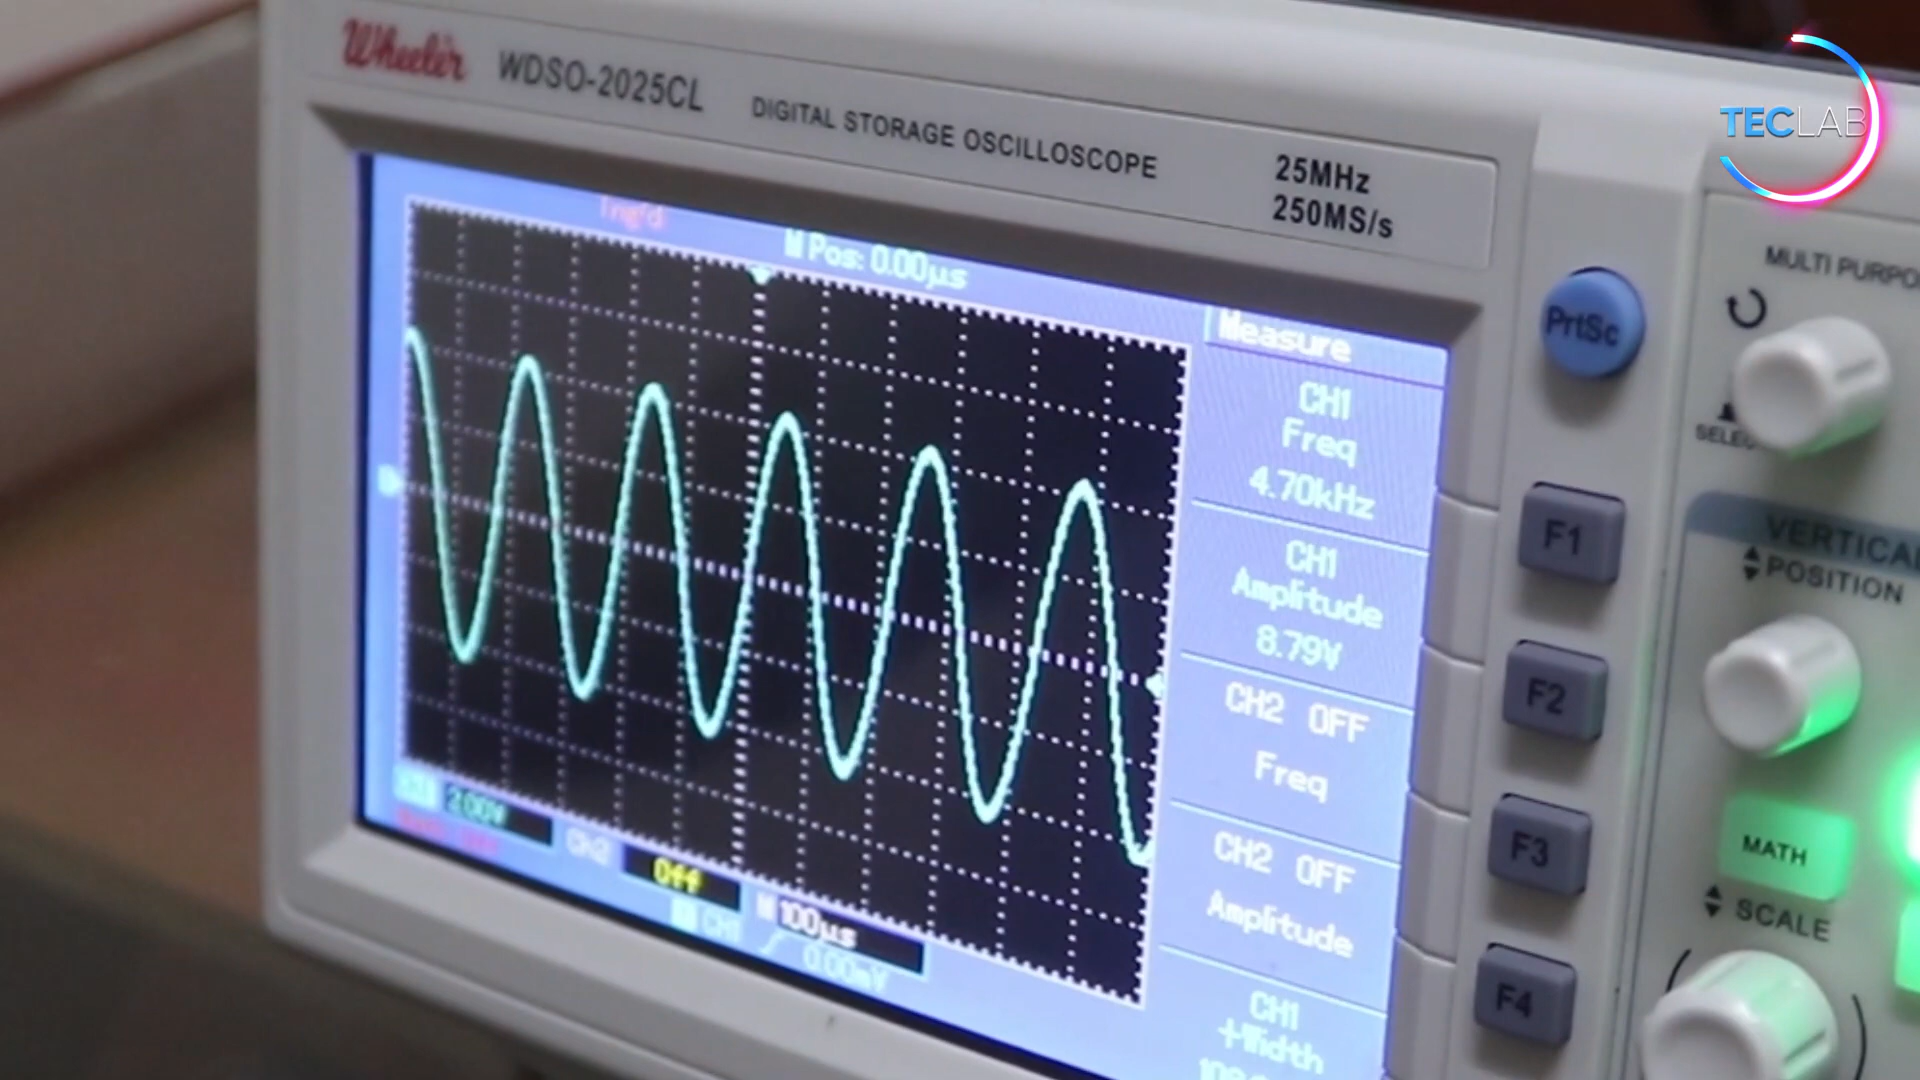 Wheeler WDSO-2025CL DIGITAL STORAGE OSCILLOSCOPE
25MHz
250MS/s
TECLAB
MULTI PURPO
PrtSc
SELEC
M Pos: 0.00µs
Measure
CH1
Freq
4.70kHz
CH1
Amplitude
8.79V
CH2 OFF
Freq
CH2 OFF
Amplitude
CH1
+Width
2.00V
Ch2
Off
M 100µs
CH1
0.00mV
F1
F2
F3
F4
VERTICAL
POSITION
MATH
SCALE